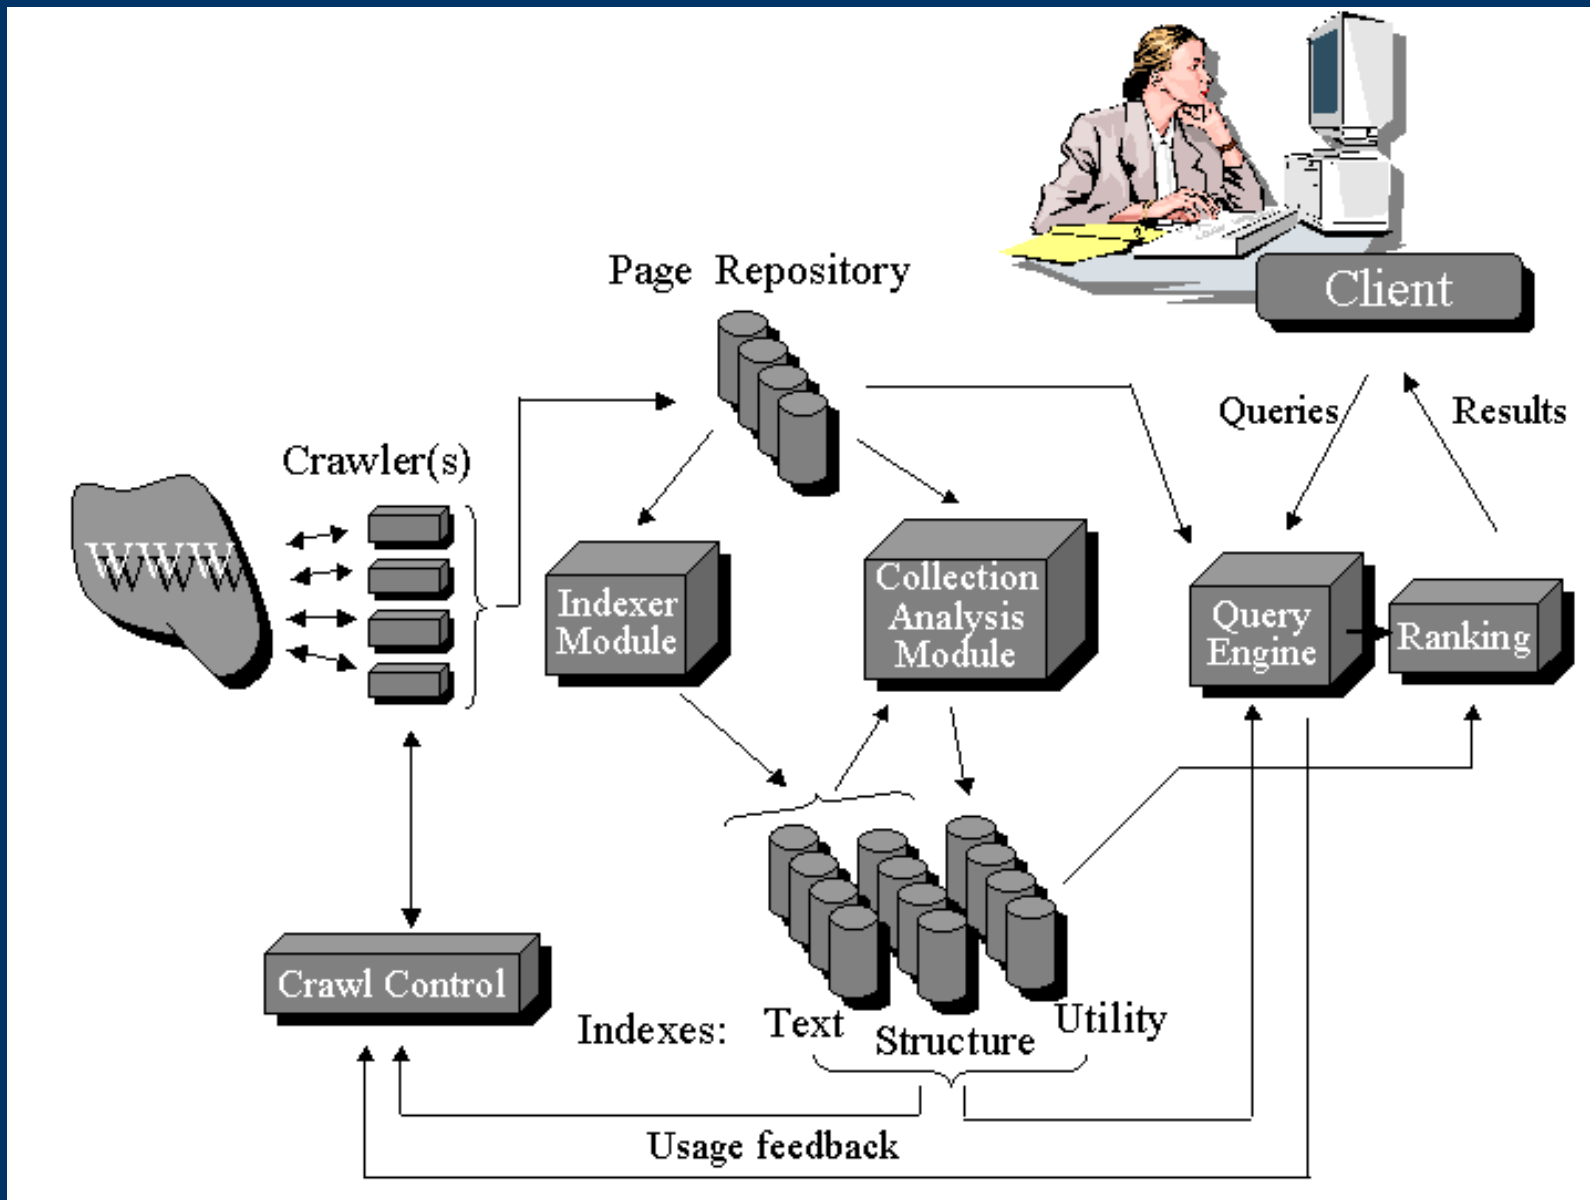 Page Repository
Client
Queries
Results
Crawler(s)
WWW
Indexer
Module
Collection
Analysis
Module
Query
Engine
Ranking
Crawl Control
Indexes:
Text
Structure
Utility
Usage feedback